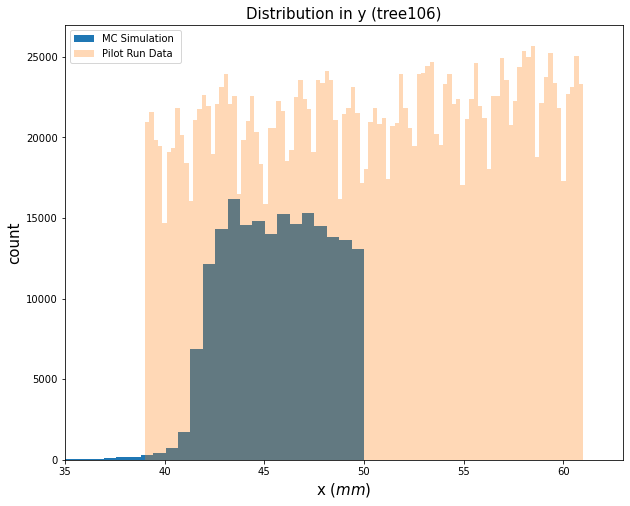 Distribution in y (tree106)
MC Simulation
Pilot Run Data
count
25000
20000
15000
10000
5000
0
35 40 45 50 55 60
x (mm)